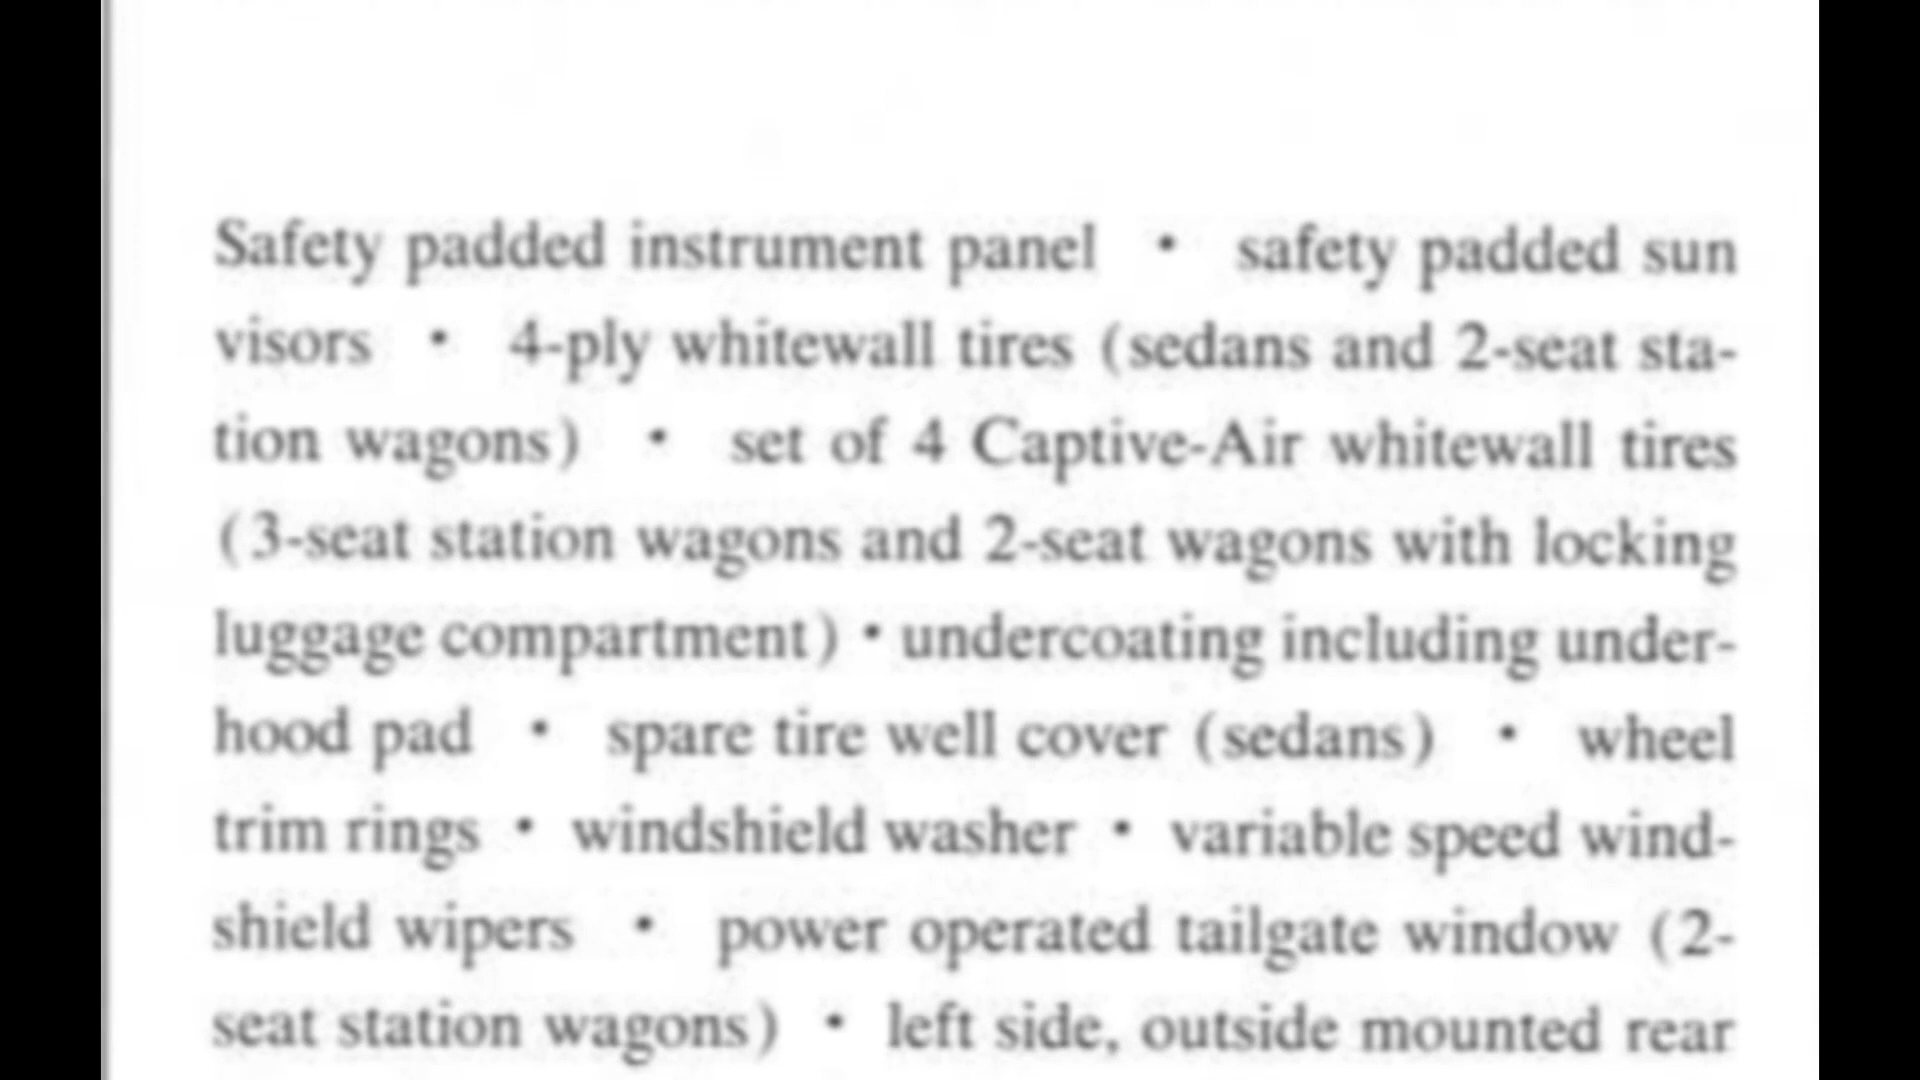 Safety padded instrument panel • safety padded sun
visors • 4-ply whitewall tires (sedans and 2-seat sta-
tion wagons) • set of 4 Captive-Air whitewall tires
(3-seat station wagons and 2-seat wagons with locking
luggage compartment) • undercoating including under-
hood pad • spare tire well cover (sedans) • wheel
trim rings • windshield washer • variable speed wind-
shield wipers • power operated tailgate window (2-
seat station wagons) • left side, outside mounted rear